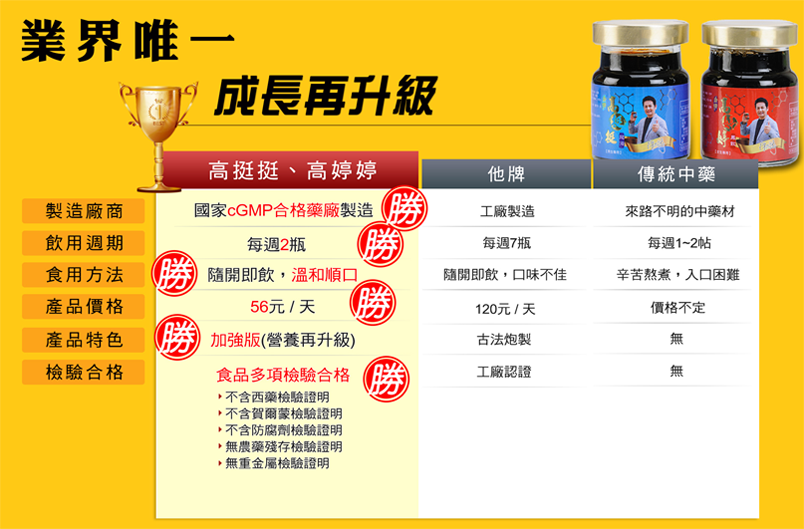 業界唯一
成長再升級
高挺挺、高婷婷 他牌 傳統中藥
製造廠商 國家cGMP合格藥廠製造 勝 工廠製造 來路不明的中藥材
飲用週期 每週2瓶 勝 每週7瓶 每週1~2帖
食用方法 勝 隨開即飲，溫和順口 隨開即飲，口味不佳 辛苦熬煮，入口困難
產品價格 56元 / 天 勝 120元 / 天 價格不定
產品特色 勝 加強版(營養再升級) 古法炮製 無
檢驗合格 食品多項檢驗合格 勝 工廠認證 無
不含西藥檢驗證明
不含賀爾蒙檢驗證明
不含防腐劑檢驗證明
無農藥殘存檢驗證明
無重金屬檢驗證明